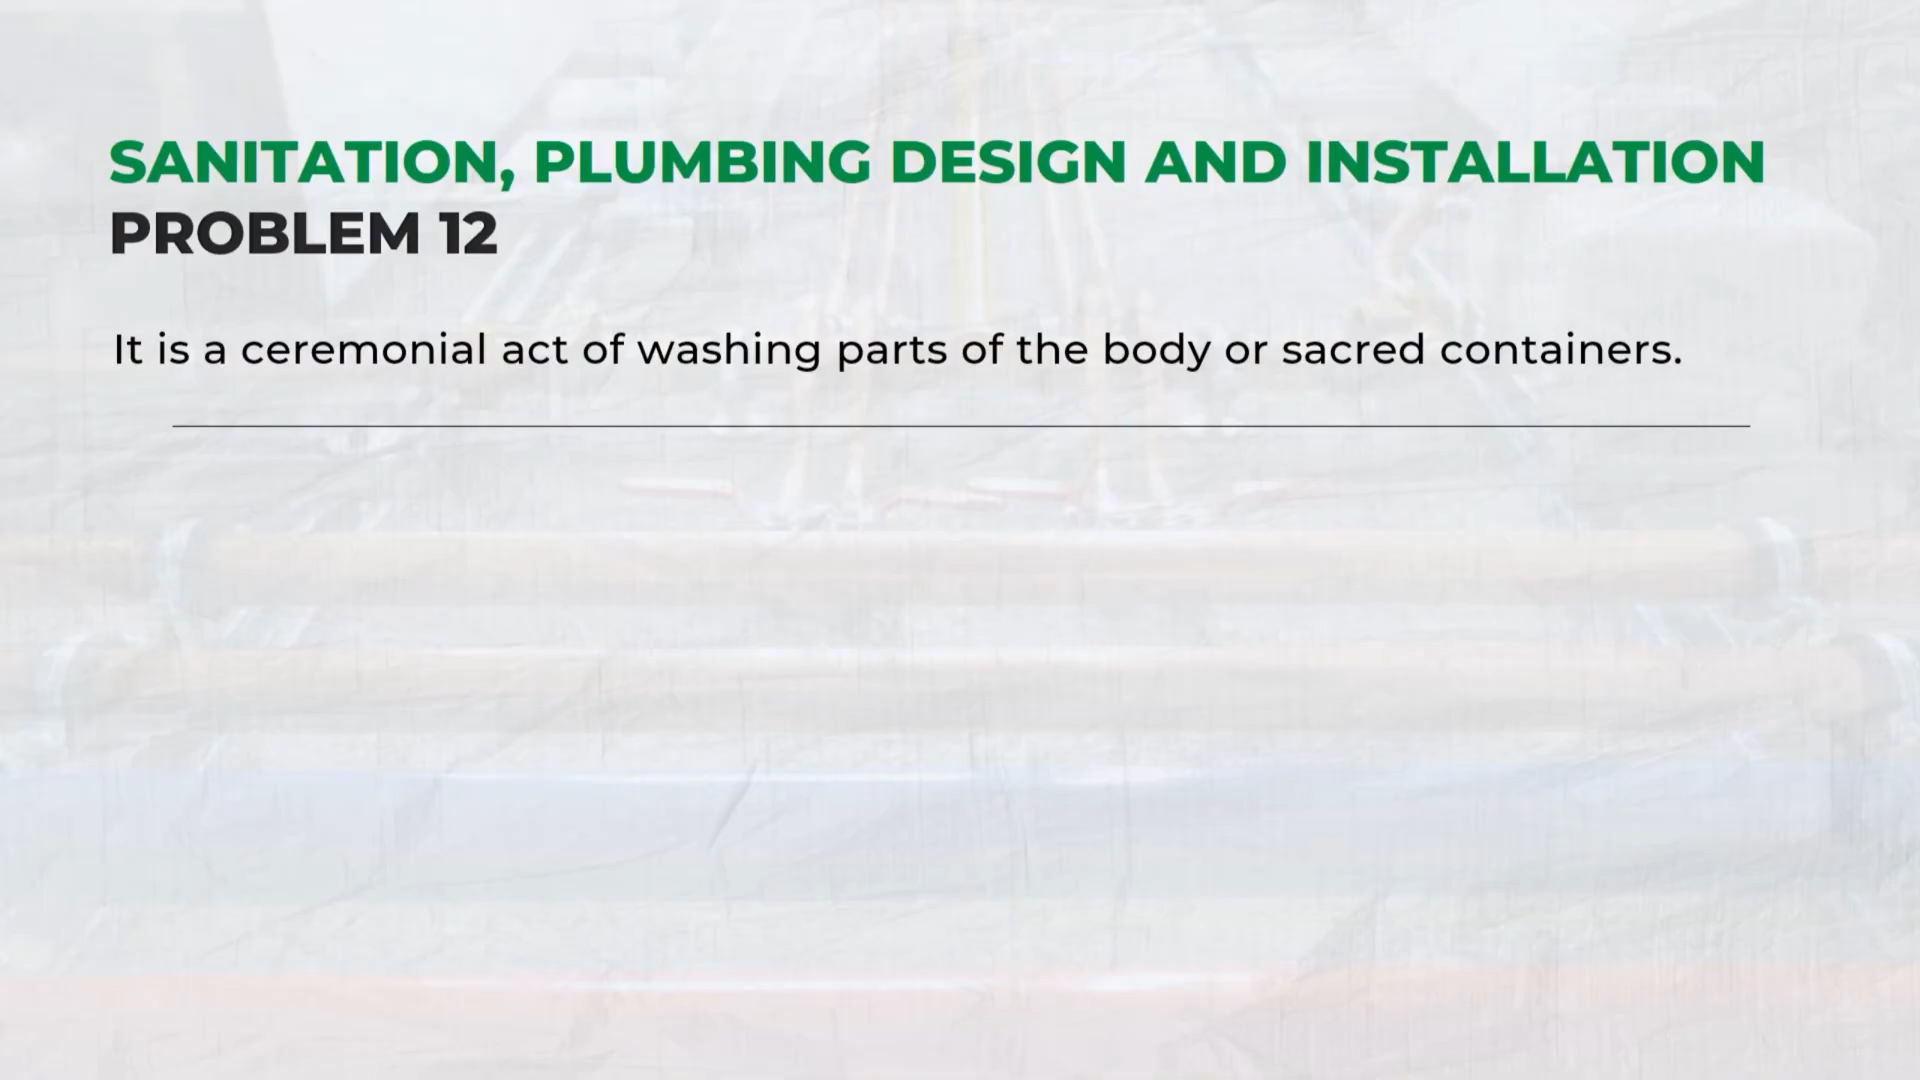 SANITATION, PLUMBING DESIGN AND INSTALLATION
PROBLEM 12
It is a ceremonial act of washing parts of the body or sacred containers.